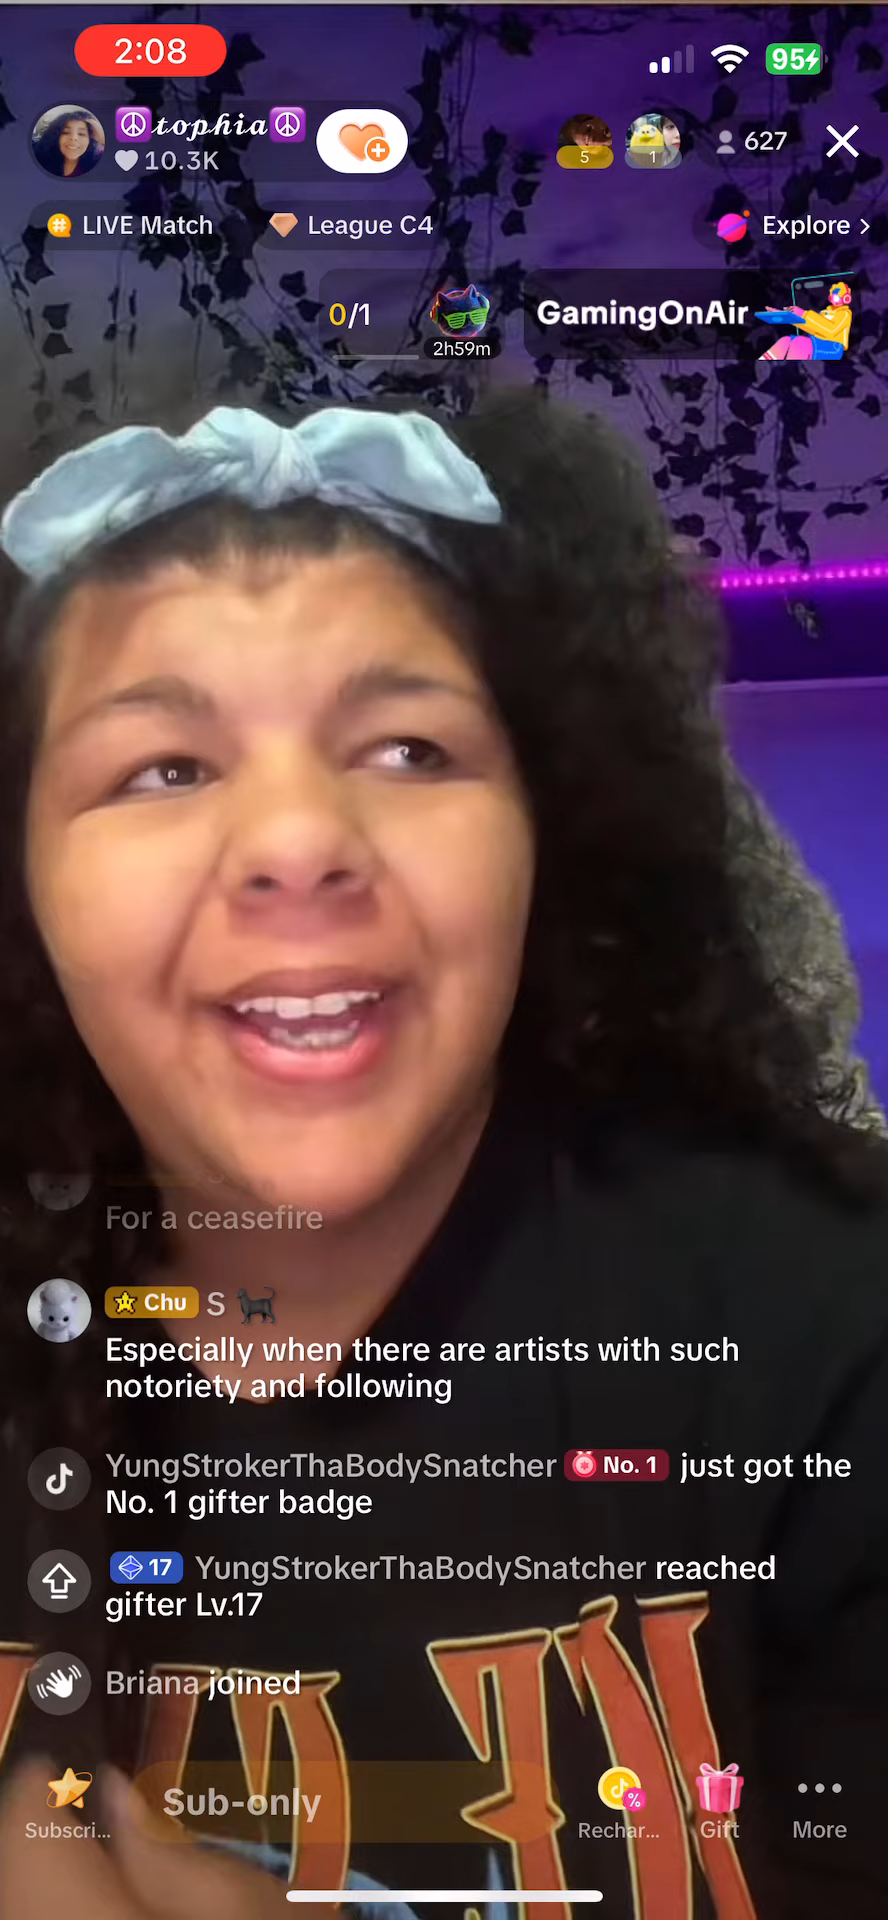 2:08
95
☮️𝓽𝓸𝓹𝓱𝓲𝓪☮️
10.3K
5
1
627
LIVE Match
League C4
Explore >
0/1
2h59m
GamingOnAir
For a ceasefire
Chu S 🐈‍⬛
Especially when there are artists with such
notoriety and following
YungStrokerThaBodySnatcher No. 1 just got the
No. 1 gifter badge
17 YungStrokerThaBodySnatcher reached
gifter Lv.17
Briana joined
Sub-only
Subscri...
Rechar...
Gift
More